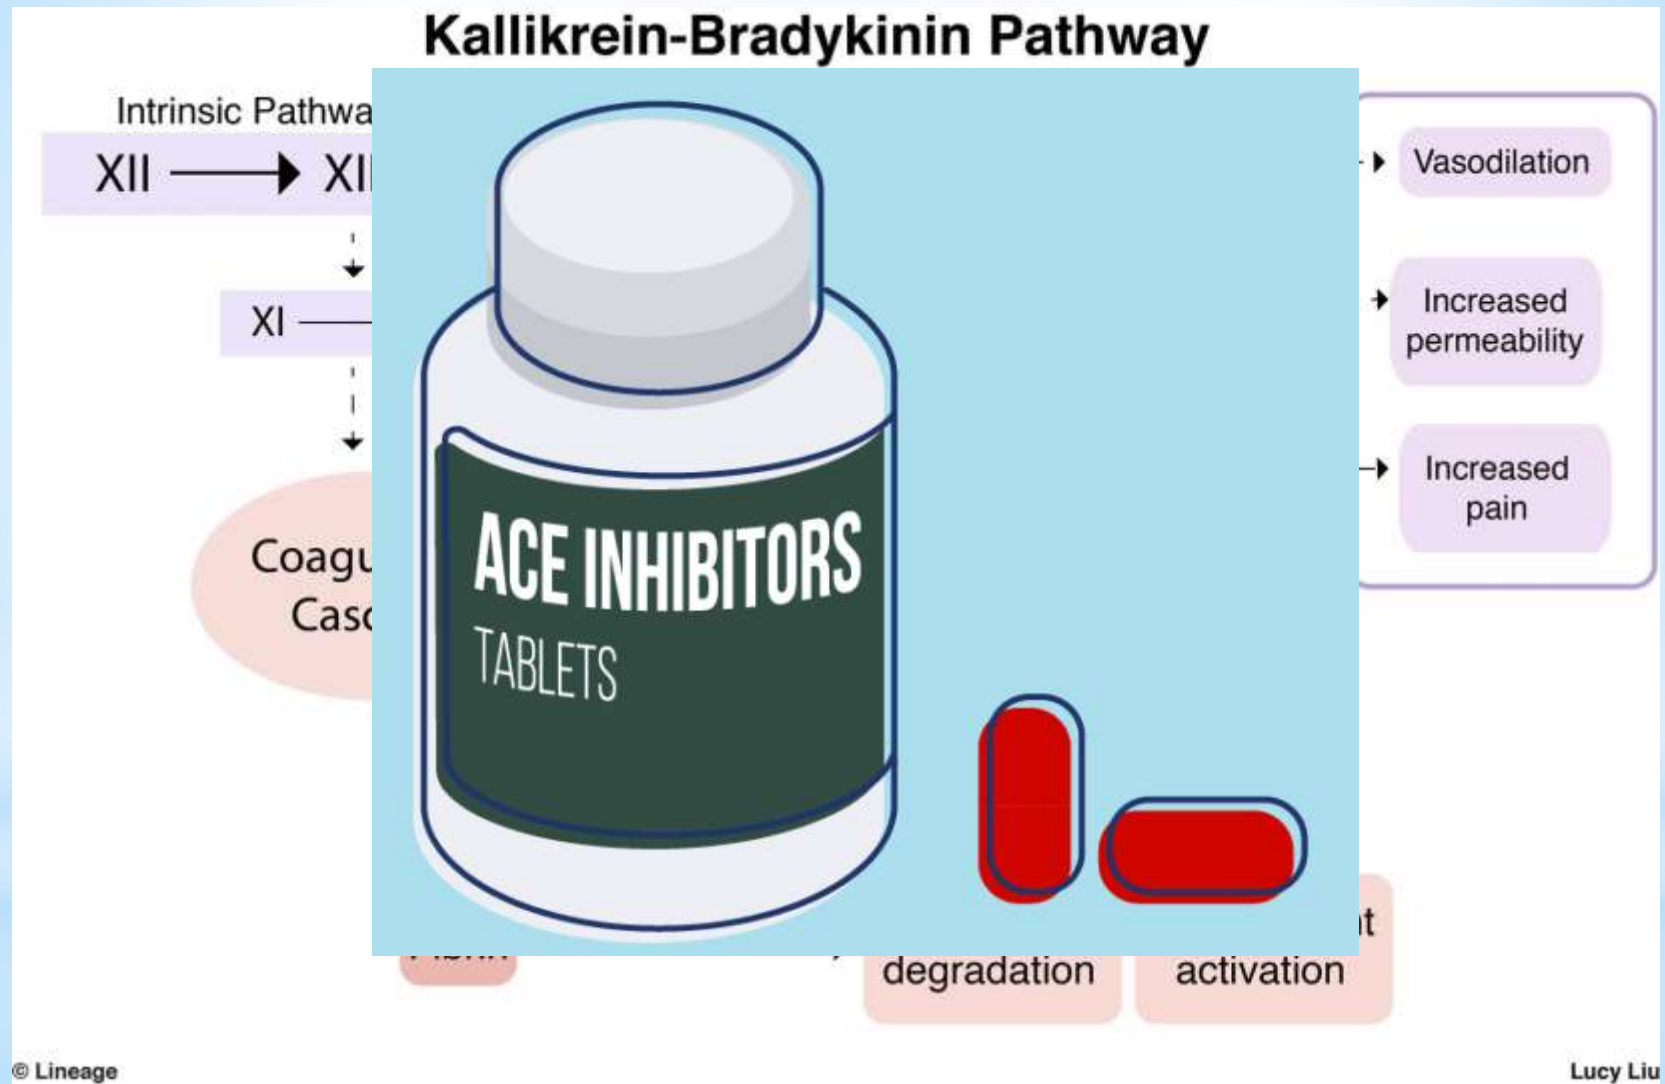 Kallikrein-Bradykinin Pathway
Intrinsic Pathwa
XII
XII
Vasodilation
XI
Increased
permeability
Increased
pain
Coagu
Casc
ACE INHIBITORS
TABLETS
t
degradation
activation
© Lineage
Lucy Liu